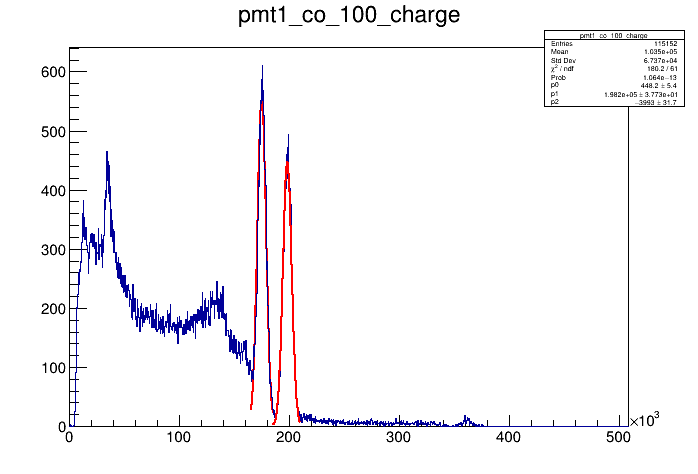 pmt1_co_100_charge
pmt1_co_100_charge
Entries 115152
Mean 1.035e+05
Std Dev 6.737e+04
χ² / ndf 180.2 / 61
Prob 1.064e−13
p0 448.2 ± 5.4
p1 1.982e+05 ± 3.773e+01
p2 −3993 ± 31.7
600
500
400
300
200
100
0
0 100 200 300 400 500
×10³